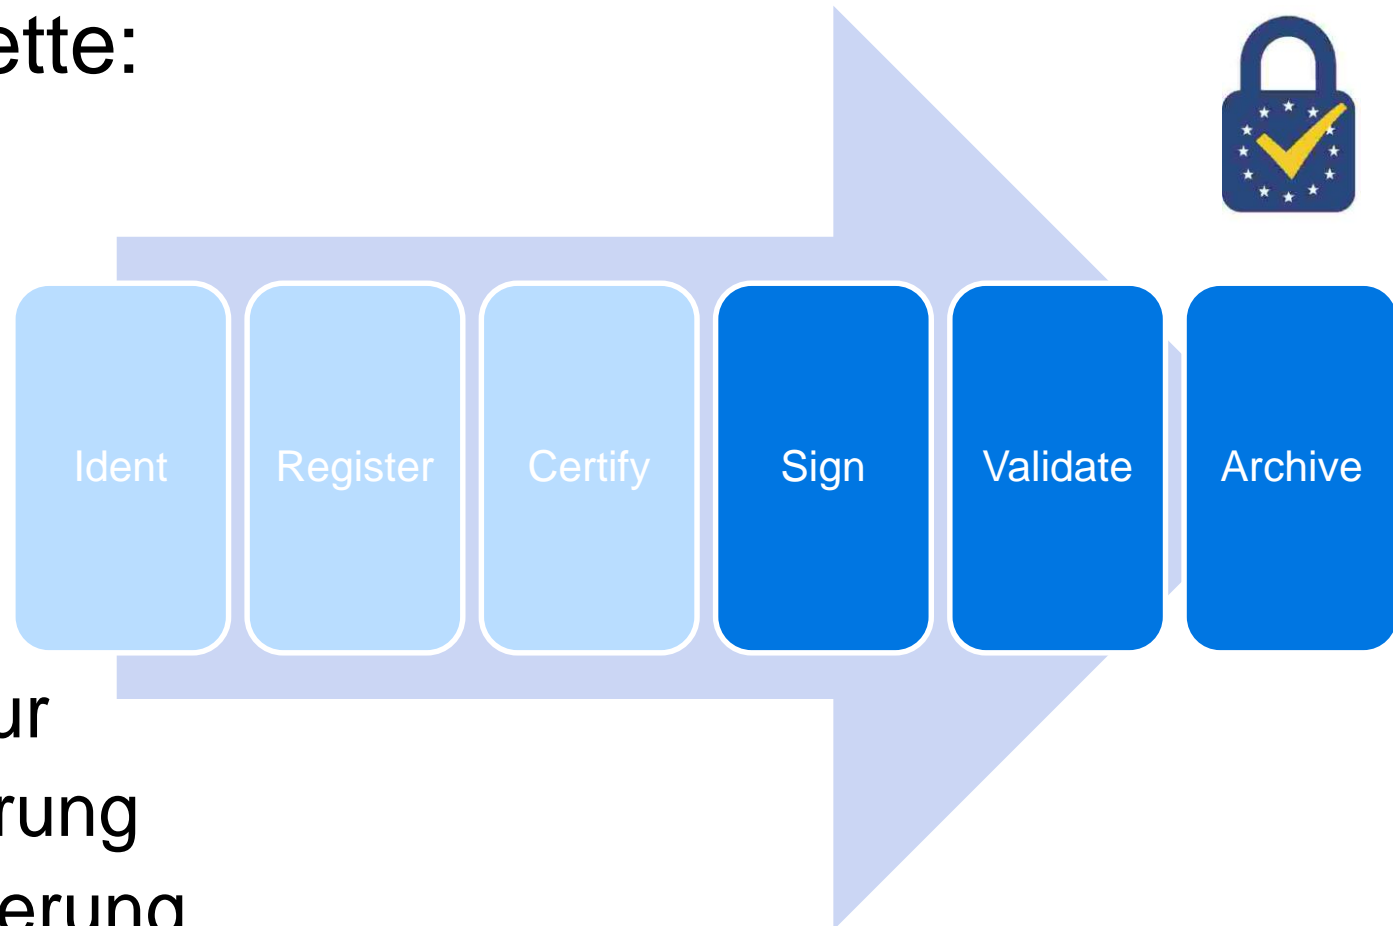 ette:
Ident
Register
Certify
Sign
Validate
Archive
ur
rung
erung